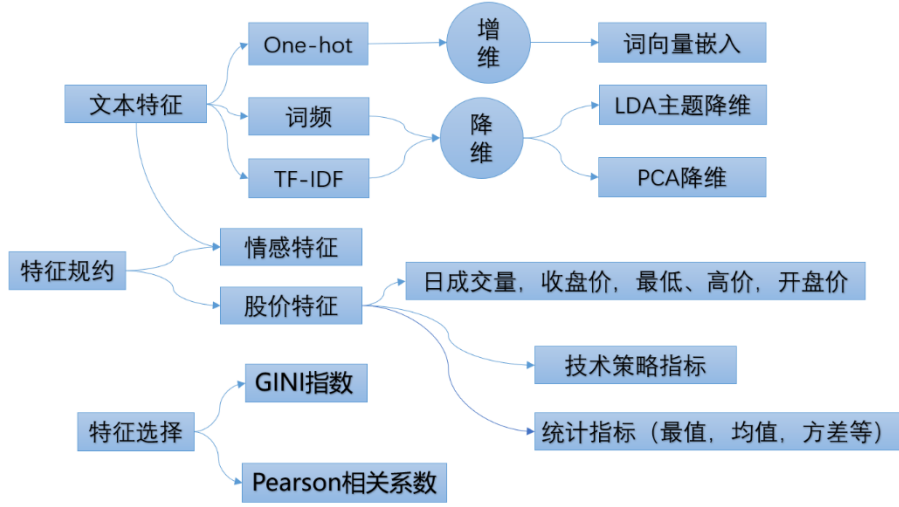 One-hot
增
维
词向量嵌入
文本特征
词频
TF-IDF
降
维
LDA主题降维
PCA降维
特征规约
情感特征
股价特征
日成交量，收盘价，最低、高价，开盘价
技术策略指标
统计指标（最值，均值，方差等）
特征选择
GINI指数
Pearson相关系数